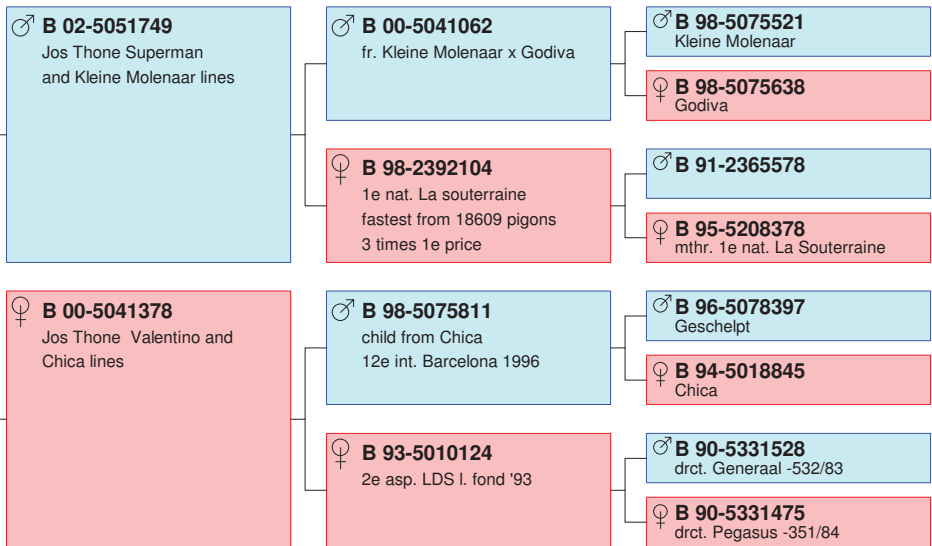 B 02-5051749
Jos Thone Superman
and Kleine Molenaar lines
B 00-5041062
fr. Kleine Molenaar x Godiva
B 98-5075521
Kleine Molenaar
B 98-5075638
Godiva
B 98-2392104
1e nat. La souterraine
fastest from 18609 pigons
3 times 1e price
B 91-2365578
B 95-5208378
mthr. 1e nat. La Souterraine
B 00-5041378
Jos Thone Valentino and
Chica lines
B 98-5075811
child from Chica
12e int. Barcelona 1996
B 96-5078397
Geschelpt
B 94-5018845
Chica
B 93-5010124
2e asp. LDS l. fond '93
B 90-5331528
drct. Generaal -532/83
B 90-5331475
drct. Pegasus -351/84